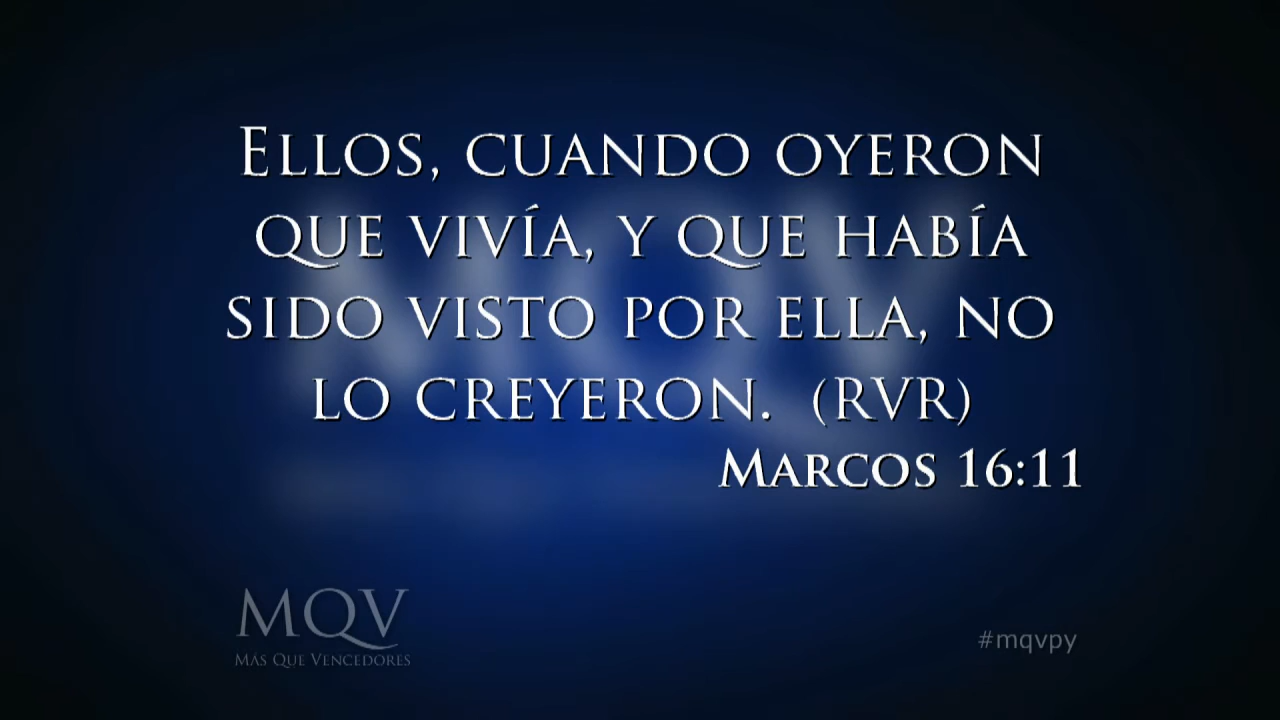 Ellos, cuando oyeron
que vivía, y que había
sido visto por ella, no
lo creyeron. (RVR)
Marcos 16:11
MQV
Más Que Vencedores
#mqvpy